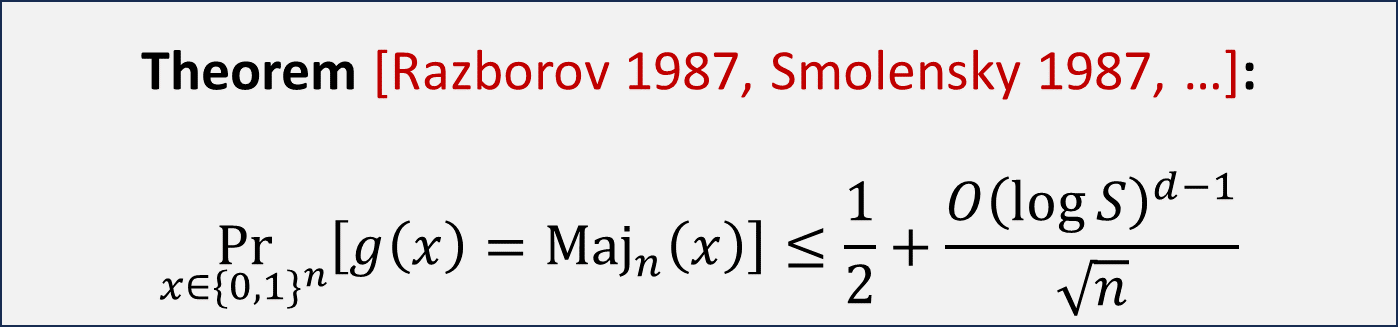 Theorem [Razborov 1987, Smolensky 1987, …]:
Pr_{x∈{0,1}^n}[g(x) = Maj_n(x)] ≤ 1/2 + O(log S)^{d−1}/√n